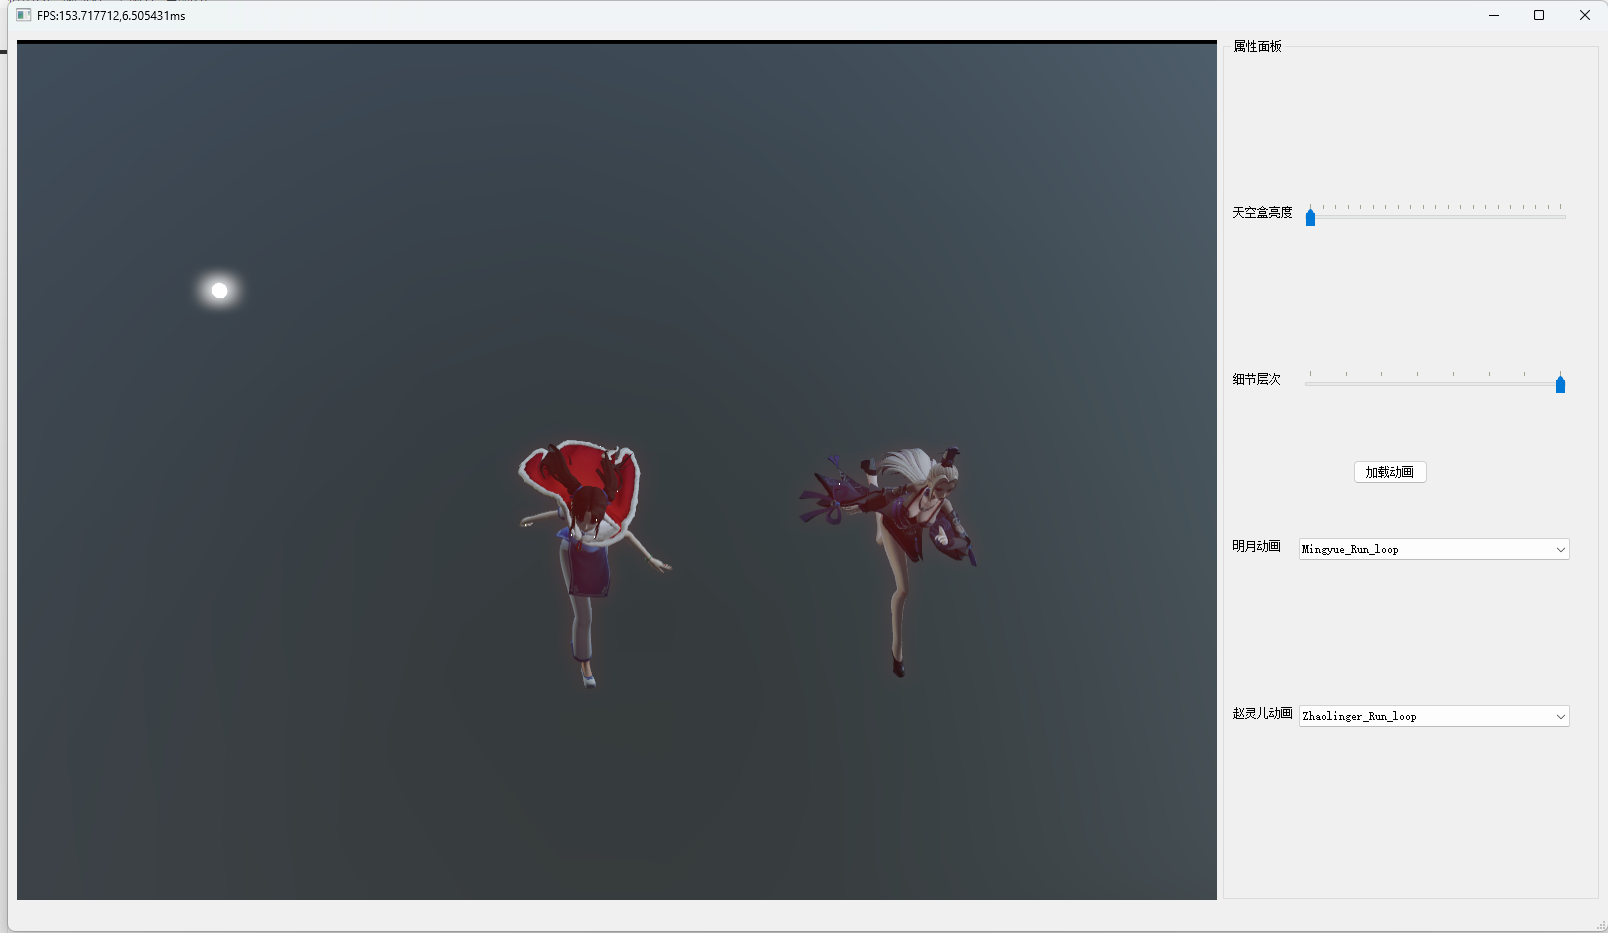 FPS:153.717712,6.505431ms
属性面板
天空盒亮度
细节层次
加载动画
明月动画
Mingyue_Run_loop
赵灵儿动画
Zhaolinger_Run_loop